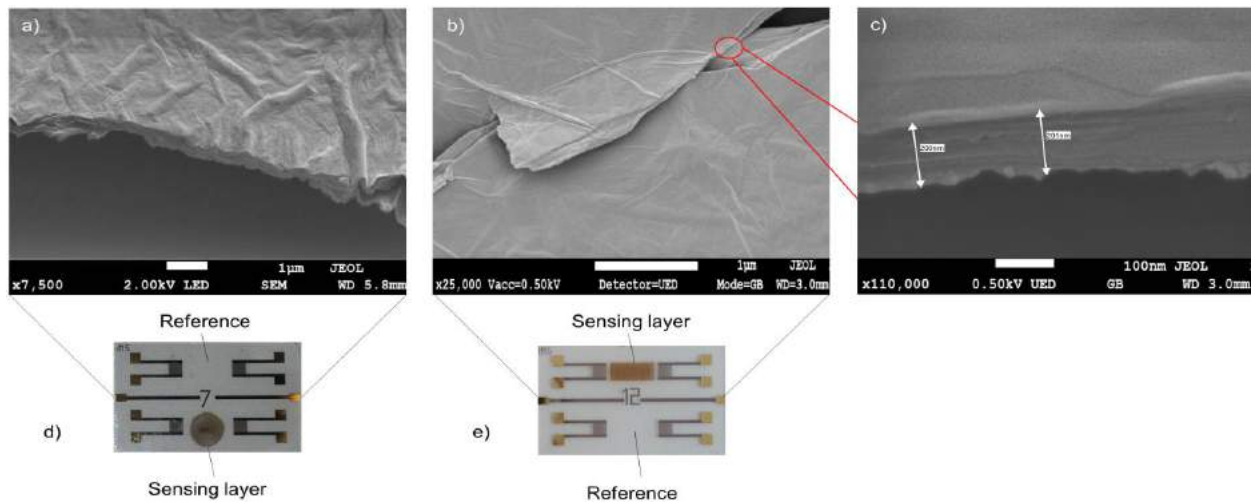 a)
b)
c)
200nm
201nm
1μm JEOL
x7,500 2.00kV LED SEM WD 5.8mm
1μm JEOL
x25,000 Vacc=0.50kV Detector=UED Mode=GB WD=3.0mm
100nm JEOL
x110,000 0.50kV UED GB WD 3.0mm
Reference
Sensing layer
7
12
d)
e)
Sensing layer
Reference